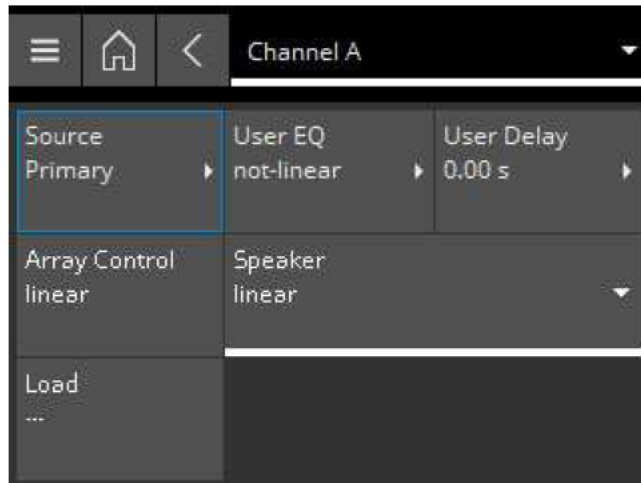 Channel A
Source
Primary
User EQ
not-linear
User Delay
0.00 s
Array Control
linear
Speaker
linear
Load
---